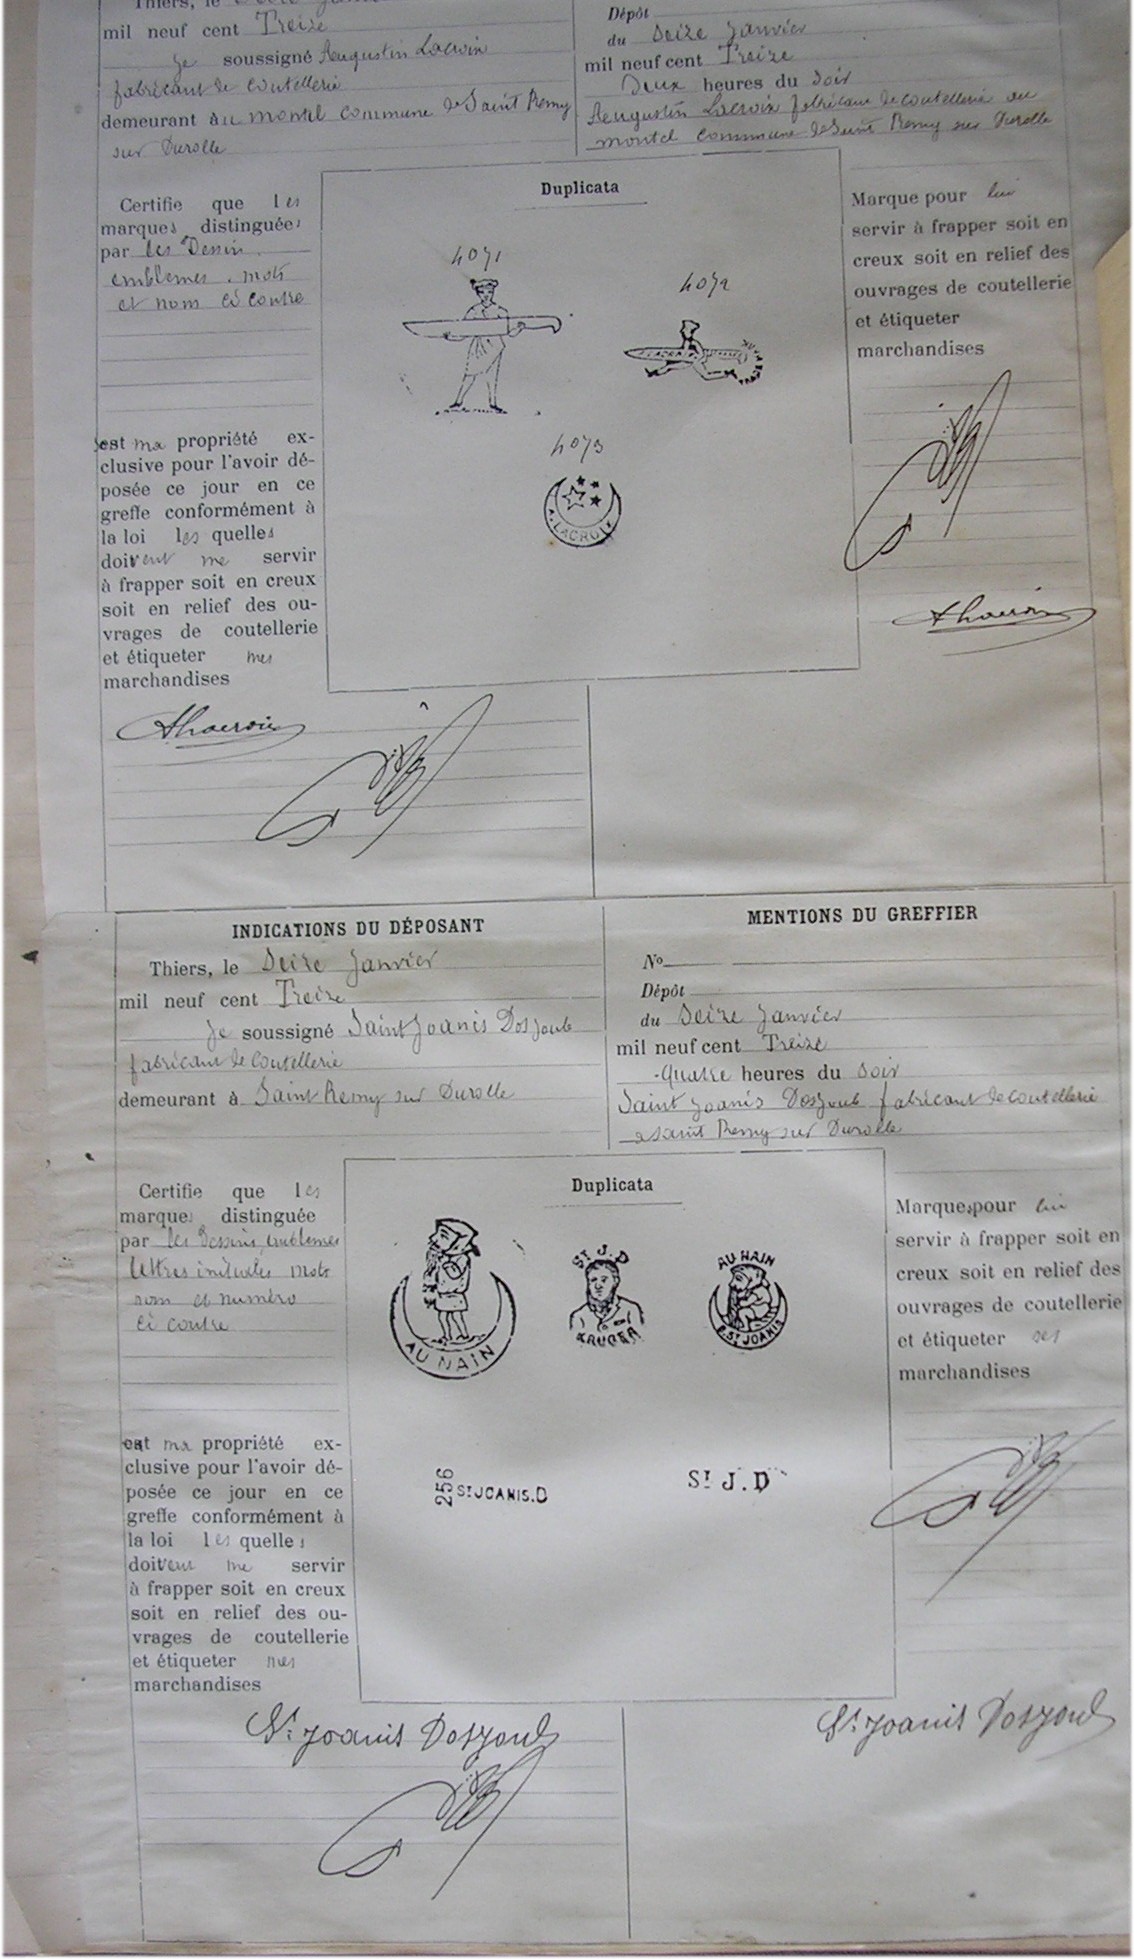 Thiers, le
mil neuf cent Treize
je soussigné Augustin Lacroix
fabricant de coutellerie
demeurant à au montel commune de Saint Remy
sur Durolle
Certifie que les
marques distinguées
par les Dessin,
emblemes, mots
et nom ci contre
est ma propriété ex-
clusive pour l'avoir dé-
posée ce jour en ce
greffe conformément à
la loi les quelles
doivent me servir
à frapper soit en creux
soit en relief des ou-
vrages de coutellerie
et étiqueter mes
marchandises
ALacroix
Dépôt
du Seize Janvier
mil neuf cent Treize
Deux heures du Soir
Augustin Lacroix fabricant de coutellerie au
montel commune de Saint Remy sur Durolle
Duplicata
4071
4072
LACROIX
4073
A. LACROIX
Marque pour lui
servir à frapper soit en
creux soit en relief des
ouvrages de coutellerie
et étiqueter
marchandises
ALacroix
INDICATIONS DU DÉPOSANT
Thiers, le Seize Janvier
mil neuf cent Treize
je soussigné Saint Joanis Dosjoub
fabricant de Coutellerie
demeurant à Saint Remy sur Durolle
Certifie que les
marques distinguée
par les Dessins, emblemes
lettres initiales mots
nom et numéro
ci contre
est ma propriété ex-
clusive pour l'avoir dé-
posée ce jour en ce
greffe conformément à
la loi les quelles
doivent me servir
à frapper soit en creux
soit en relief des ou-
vrages de coutellerie
et étiqueter mes
marchandises
St Joanis Dosjoub
MENTIONS DU GREFFIER
No
Dépôt
du Seize Janvier
mil neuf cent Treize
Quatre heures du Soir
Saint Joanis Dosjoub fabricant de coutellerie
a saint Remy sur Durolle
Duplicata
AU NAIN
ST J.D
KRUGER
AU NAIN
D. ST JOANIS
256
ST JOANIS.D
ST J.D
Marques pour lui
servir à frapper soit en
creux soit en relief des
ouvrages de coutellerie
et étiqueter ses
marchandises
St Joanis Dosjoub